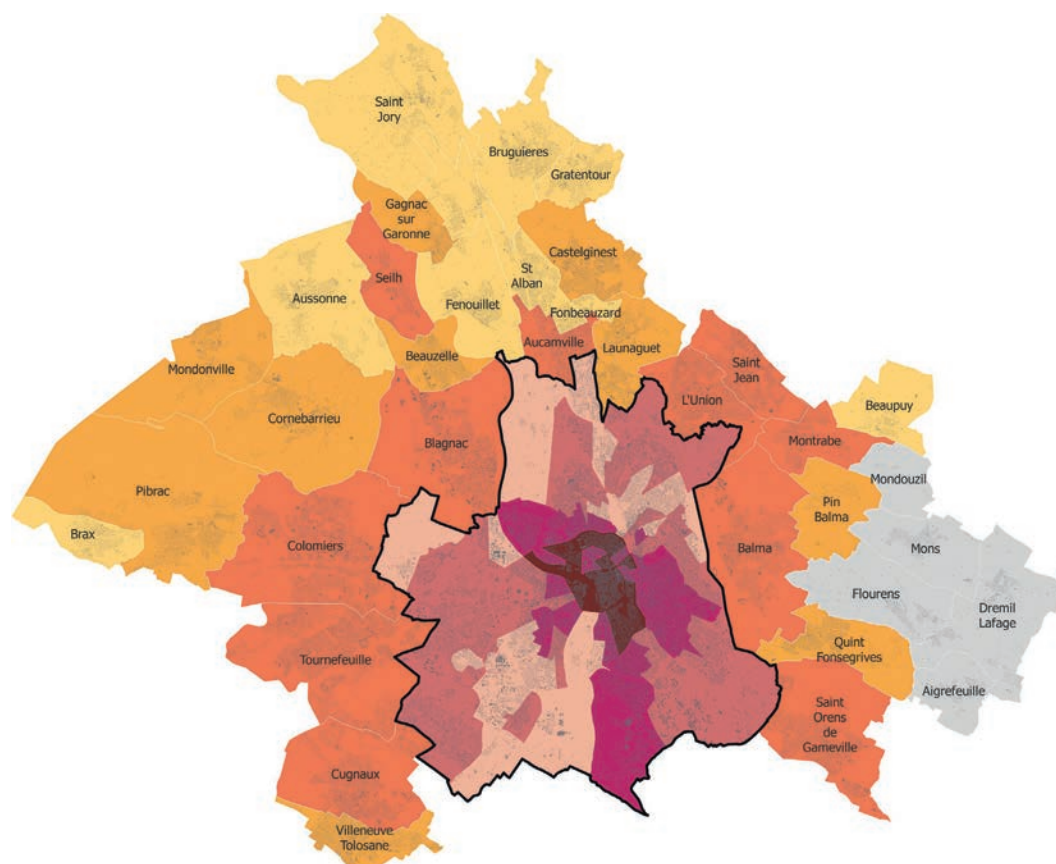 Saint
Jory
Bruguieres
Gratentour
Gagnac
sur
Garonne
Castelginest
St
Alban
Seilh
Aussonne
Fenouillet
Fonbeauzard
Aucamville
Launaguet
Beauzelle
Mondonville
Saint
Jean
L'Union
Beaupuy
Cornebarrieu
Blagnac
Montrabe
Mondouzil
Pibrac
Pin
Balma
Brax
Colomiers
Balma
Mons
Flourens
Dremil
Lafage
Tournefeuille
Quint
Fonsegrives
Aigrefeuille
Saint
Orens
de
Gameville
Cugnaux
Villeneuve
Tolosane